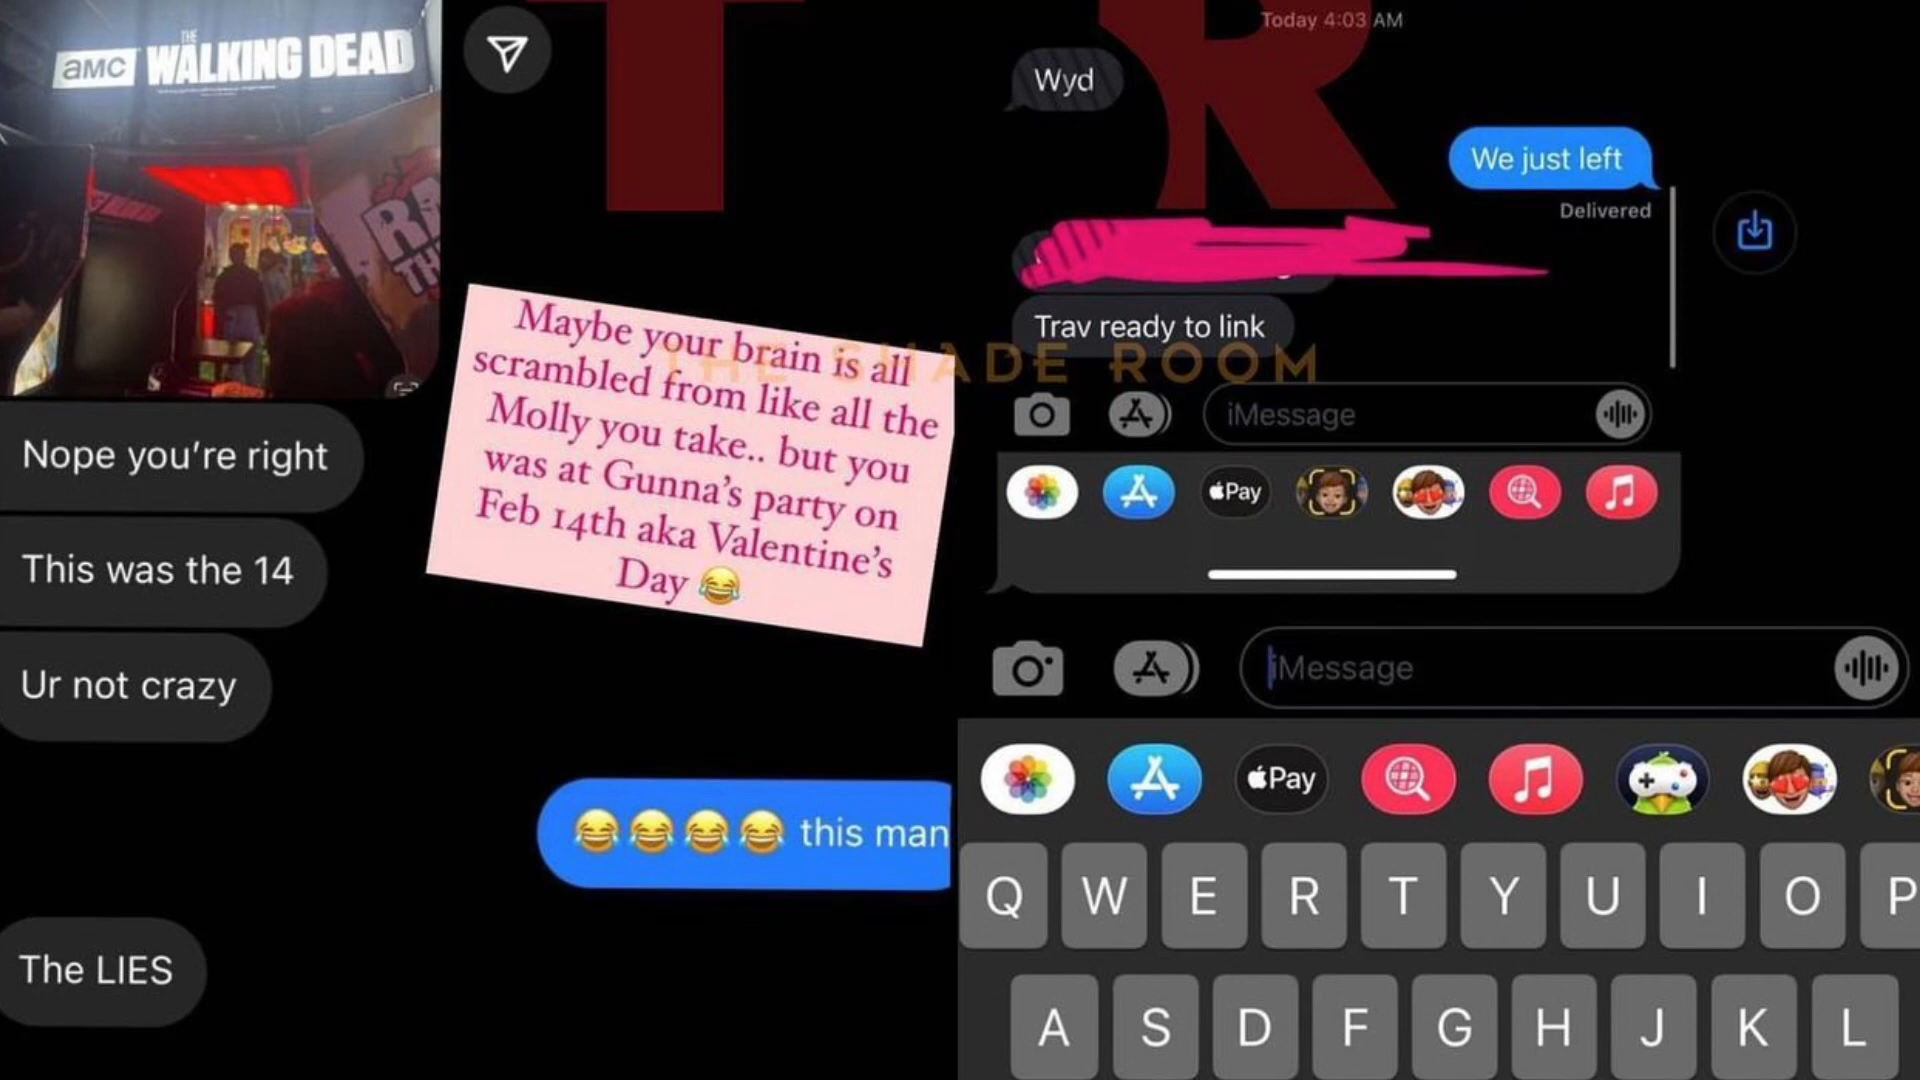 amc THE
WALKING DEAD
Nope you're right
This was the 14
Ur not crazy
😂😂😂😂 this man
The LIES
T R
Maybe your brain is all
scrambled from like all the
Molly you take.. but you
was at Gunna's party on
Feb 14th aka Valentine's
Day 😂
THE SHADE ROOM
Today 4:03 AM
Wyd
We just left
Delivered
Trav ready to link
iMessage
Pay
iMessage
Pay
Q W E R T Y U I O P
A S D F G H J K L